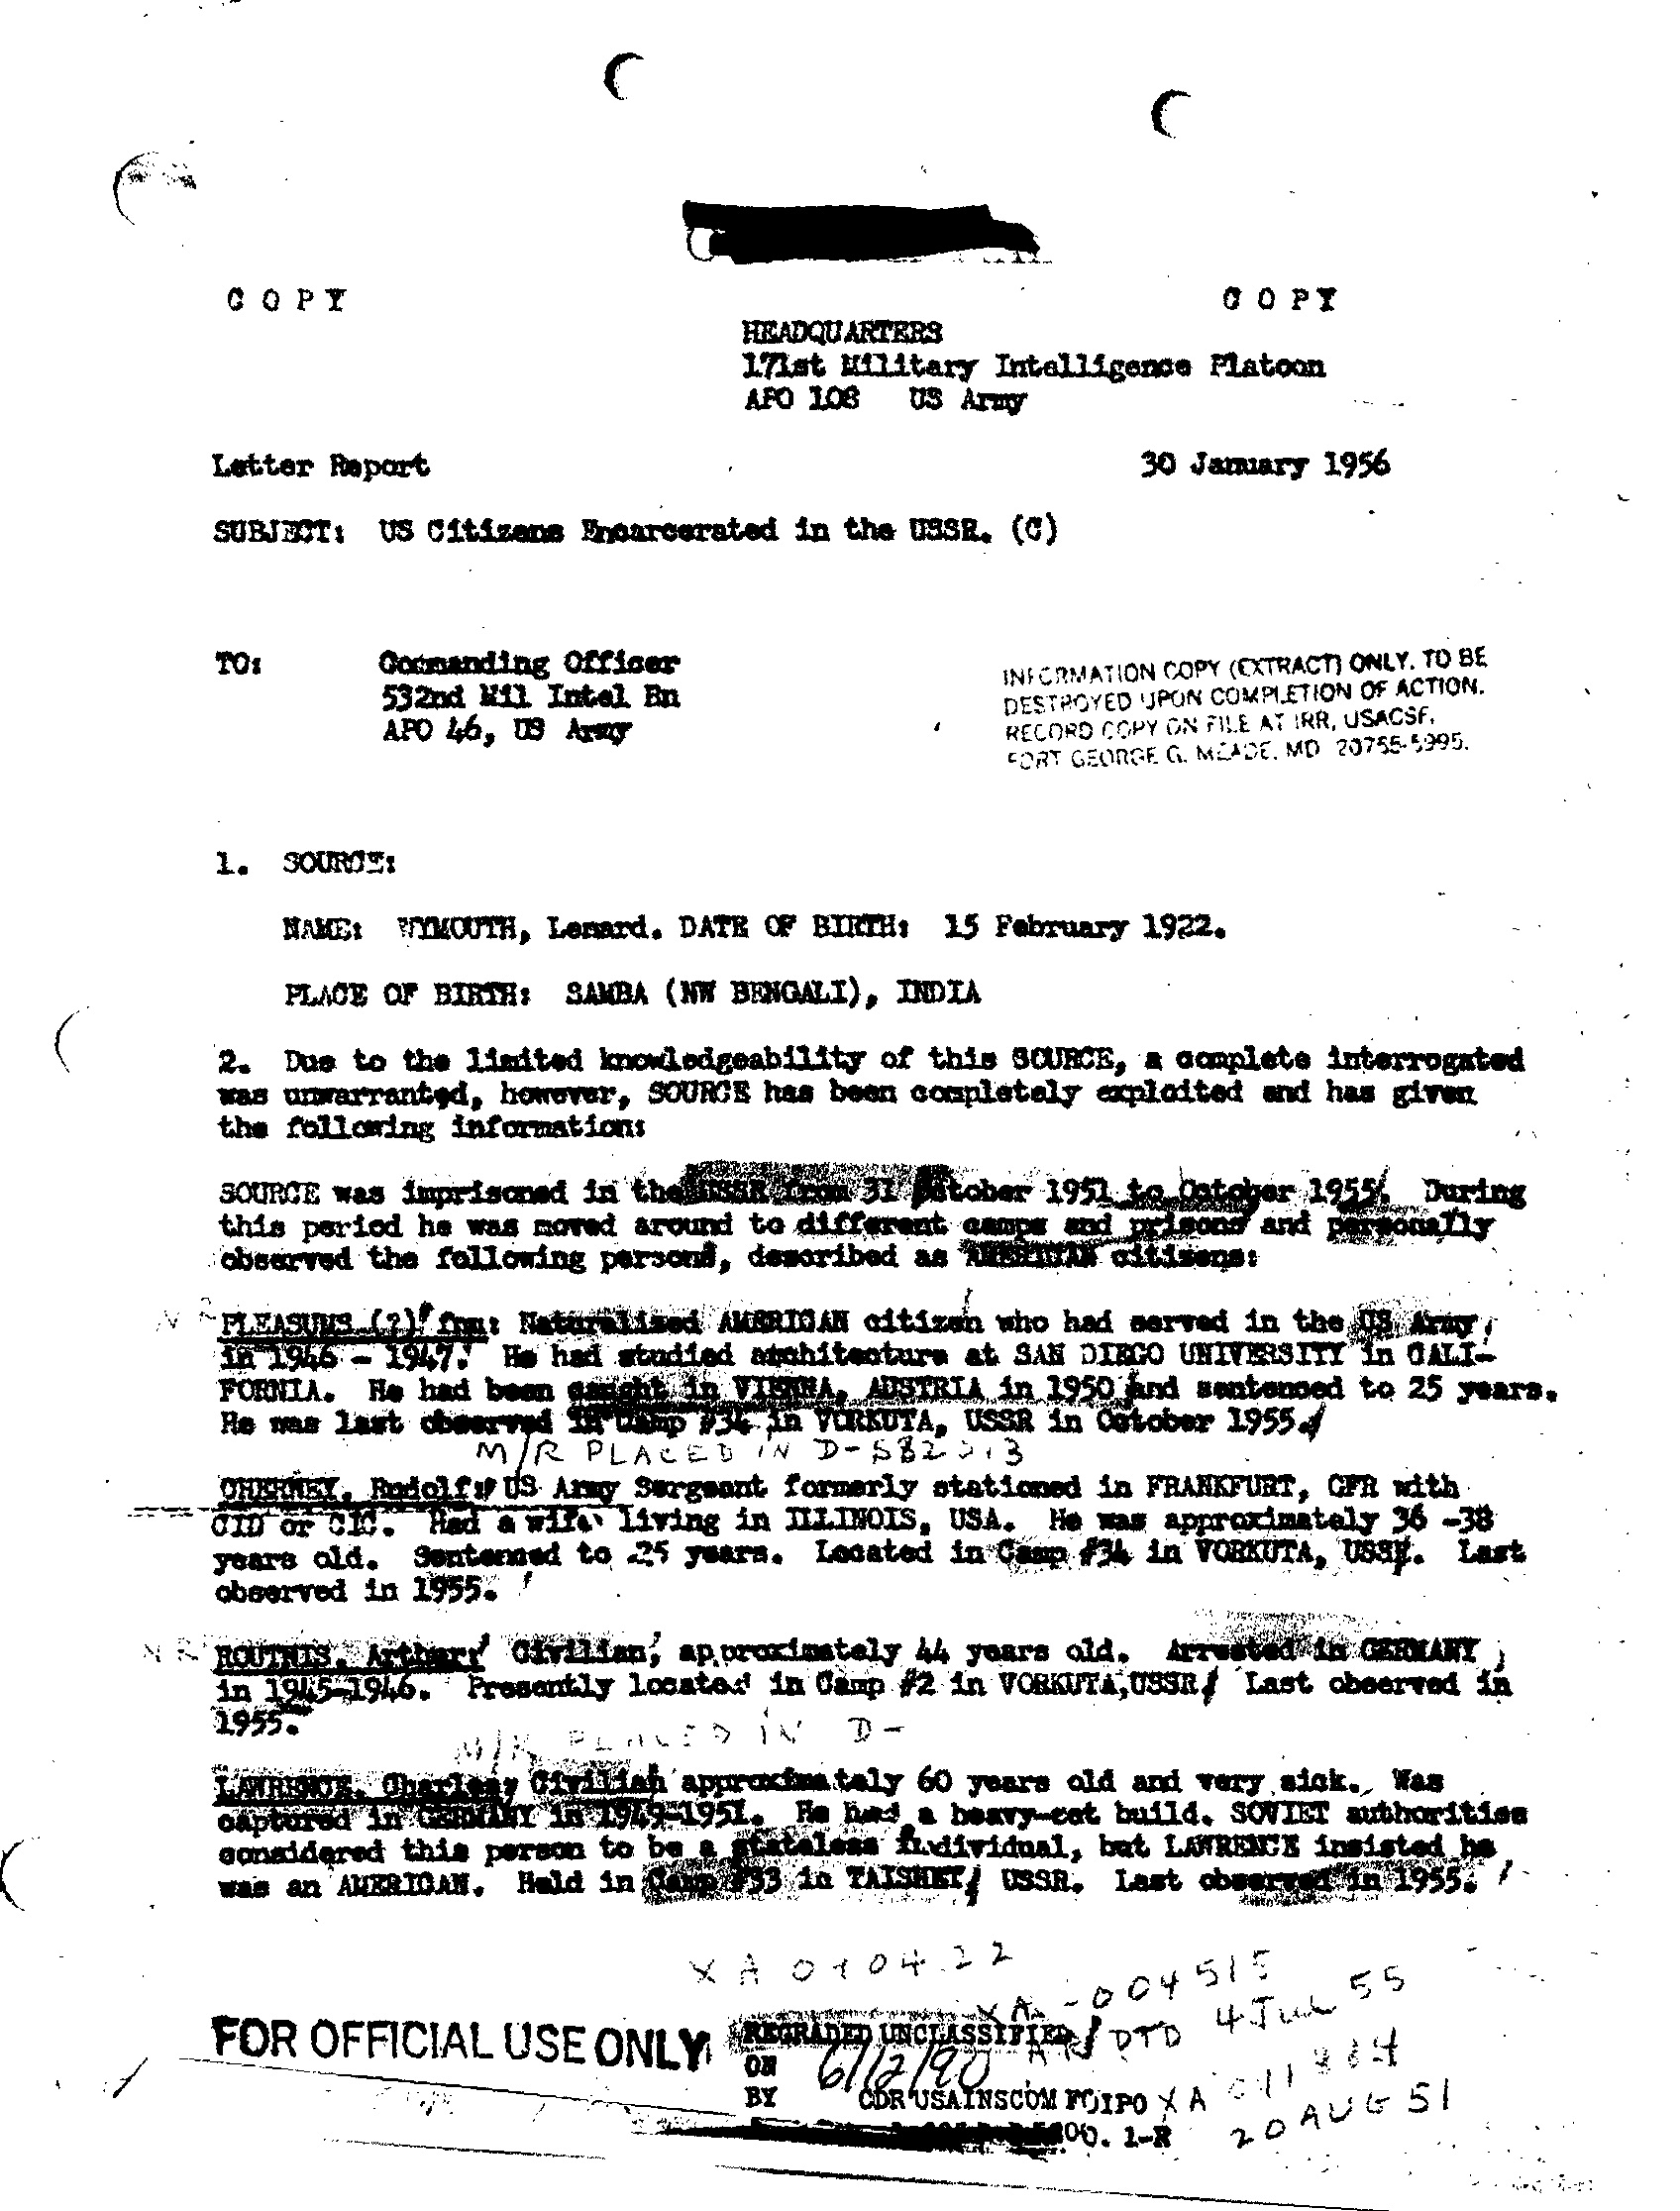 C O P Y
C O P Y
HEADQUARTERS
171st Military Intelligence Platoon
APO 108 US Army
Letter Report
30 January 1956
SUBJECT: US Citizens Encarcerated in the USSR. (C)
TO: Commanding Officer
532nd Mil Intel Bn
APO 46, US Army
INFORMATION COPY (EXTRACT) ONLY. TO BE
DESTROYED UPON COMPLETION OF ACTION.
RECORD COPY ON FILE AT IRR, USACSF,
FORT GEORGE G. MEADE, MD 20755-5995.
1. SOURCE:
NAME: WYMOUTH, Lenard. DATE OF BIRTH: 15 February 1922.
PLACE OF BIRTH: SAMBA (NW BENGALI), INDIA
2. Due to the limited knowledgeability of this SOURCE, a complete interrogated
was unwarranted, however, SOURCE has been completely exploited and has given
the following information:
SOURCE was imprisoned in the USSR from 31 October 1951 to October 1955. During
this period he was moved around to different camps and prisons and personally
observed the following persons, described as AMERICAN citizens:
N R PLEASUMS (?) fnu: Naturalized AMERICAN citizen who had served in the US Army
in 1946 - 1947. He had studied atchitecture at SAN DIEGO UNIVERSITY in CALI-
FORNIA. He had been caught in VIENNA, AUSTRIA in 1950 and sentenced to 25 years.
He was last observed in Camp #34 in VORKUTA, USSR in October 1955.
M/R PLACED IN
CHERNEY, Rudolf: US Army Sergeant formerly stationed in FRANKFURT, GFR with
CID or CIC. Had a wife living in ILLINOIS, USA. He was approximately 36 -38
years old. Sentenned to 25 years. Located in Camp #34 in VORKUTA, USSR. Last
observed in 1955.
N R ROUTNIS, Arthur: Civilian, approximately 44 years old. Arrested in GERMANY
in 1945-1946. Presently located in Camp #2 in VORKUTA,USSR. Last observed in
1955.
M/R PLACED IN D-
LAWRENCE, Charles: Civilian approximately 60 years old and very sick. Was
captured in GERMANY in 1949-1951. He had a heavy-set build. SOVIET authorities
considered this person to be a stateless individual, but LAWRENCE insisted he
was an AMERICAN. Held in Camp #33 in TAISHET, USSR. Last observed in 1955.
XA 010422
XA-004515
DTD 4 JUL 55
FOR OFFICIAL USE ONLY
REGRADED UNCLASSIFIED
ON 6/12/90
BY CDR USAINSCOM FOIPO
XA
20 AUG 51
1-R